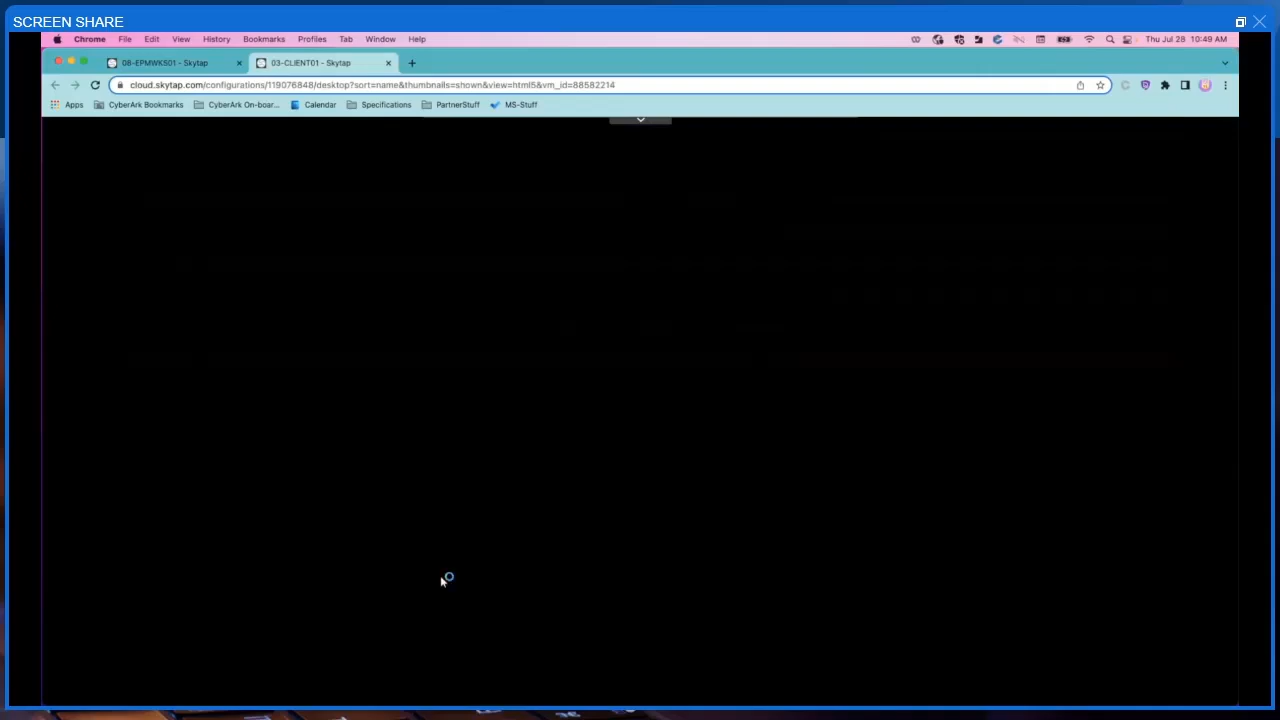 SCREEN SHARE
Chrome File Edit View History Bookmarks Profiles Tab Window Help Thu Jul 28 10:49 AM
08-EPMWKS01 - Skytap 03-CLIENT01 - Skytap
cloud.skytap.com/configurations/119076848/desktop?sort=name&thumbnails=shown&view=html5&vm_id=88582214
Apps CyberArk Bookmarks CyberArk On-boar... Calendar Specifications PartnerStuff MS-Stuff